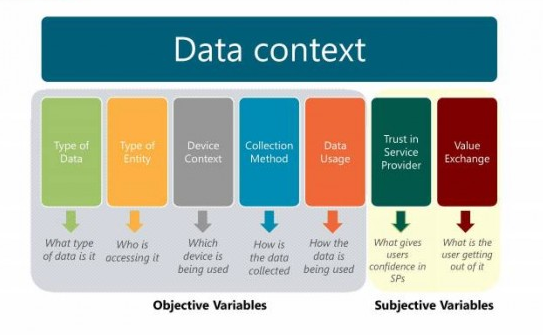 Data context
Type of
Data
Type of
Entity
Device
Context
Collection
Method
Data
Usage
Trust in
Service
Provider
Value
Exchange
What type
of data is it
Who is
accessing it
Which
device is
being used
How is
the data
collected
How the
data is
being used
What gives
users
confidence in
SPs
What is the
user getting
out of it
Objective Variables
Subjective Variables